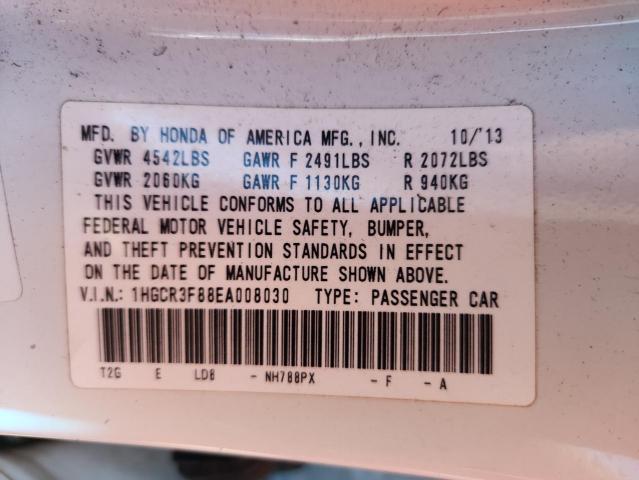 MFD. BY HONDA OF AMERICA MFG., INC. 10/'13
GVWR 4542LBS GAWR F 2491LBS R 2072LBS
GVWR 2060KG GAWR F 1130KG R 940KG
THIS VEHICLE CONFORMS TO ALL APPLICABLE
FEDERAL MOTOR VEHICLE SAFETY, BUMPER,
AND THEFT PREVENTION STANDARDS IN EFFECT
ON THE DATE OF MANUFACTURE SHOWN ABOVE.
V.I.N.: 1HGCR3F88EA008030 TYPE: PASSENGER CAR
T2G E LD8 - NH788PX - F - A